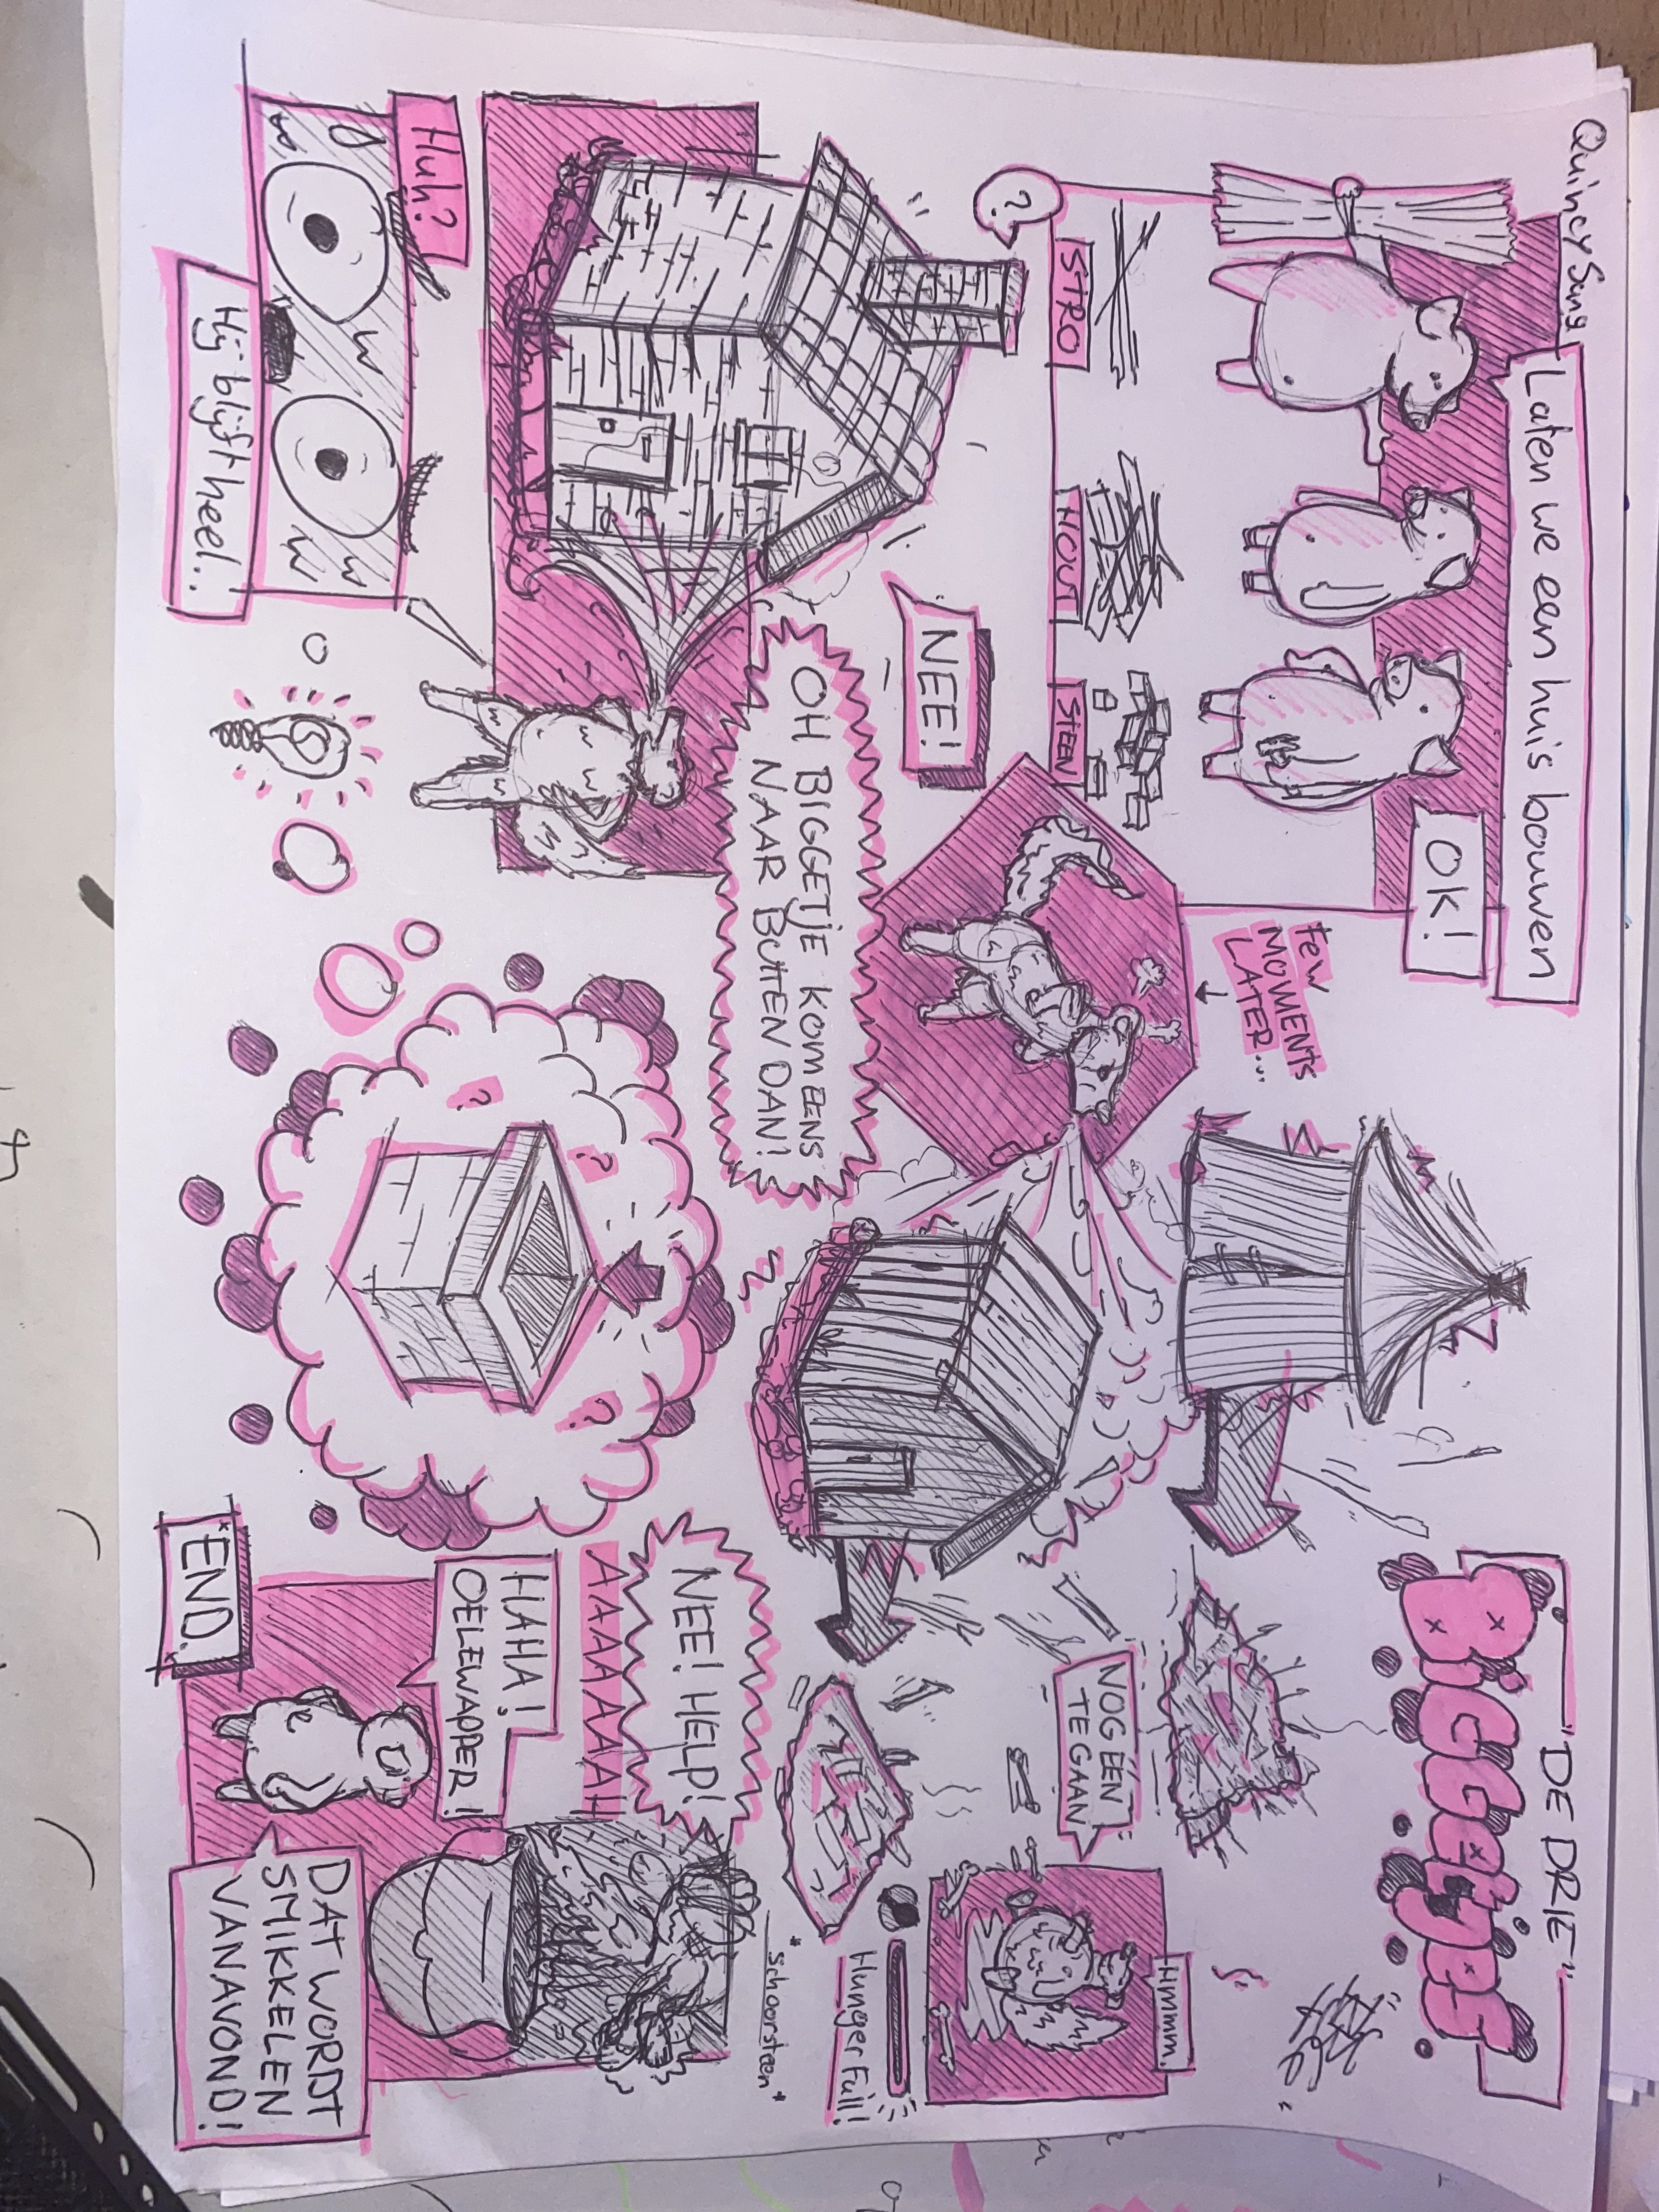 Quincy Sang
Laten we een huis bouwen
OK!
"DE DRIE"
BIGGETJES
?
STRO
HOUT
STEEN
FEW
MOMENTS
LATER...
NEE!
Hmmm.
NOG EEN
TE GAAN
Hunger Full!
OH BIGGETJE KOM EENS
NAAR BUITEN DAN!
Huh?
Hij blijft heel..
?
?
?
*schoorsteen*
NEE! HELP!
AAAAAAAH
HAHA!
OELEWAPPER!
DAT WORDT
SMIKKELEN
VANAVOND!
END.